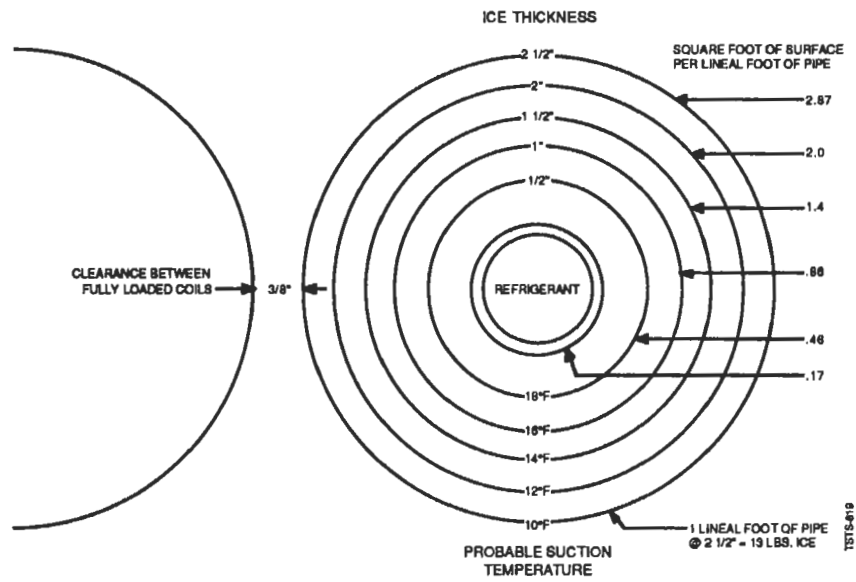 ICE THICKNESS
SQUARE FOOT OF SURFACE
PER LINEAL FOOT OF PIPE
2 1/2"
2"
1 1/2"
1"
1/2"
2.87
2.0
1.4
.86
.46
.17
CLEARANCE BETWEEN
FULLY LOADED COILS
3/8"
REFRIGERANT
18°F
16°F
14°F
12°F
10°F
1 LINEAL FOOT OF PIPE
@ 2 1/2" = 13 LBS. ICE
PROBABLE SUCTION
TEMPERATURE
TSTS-819